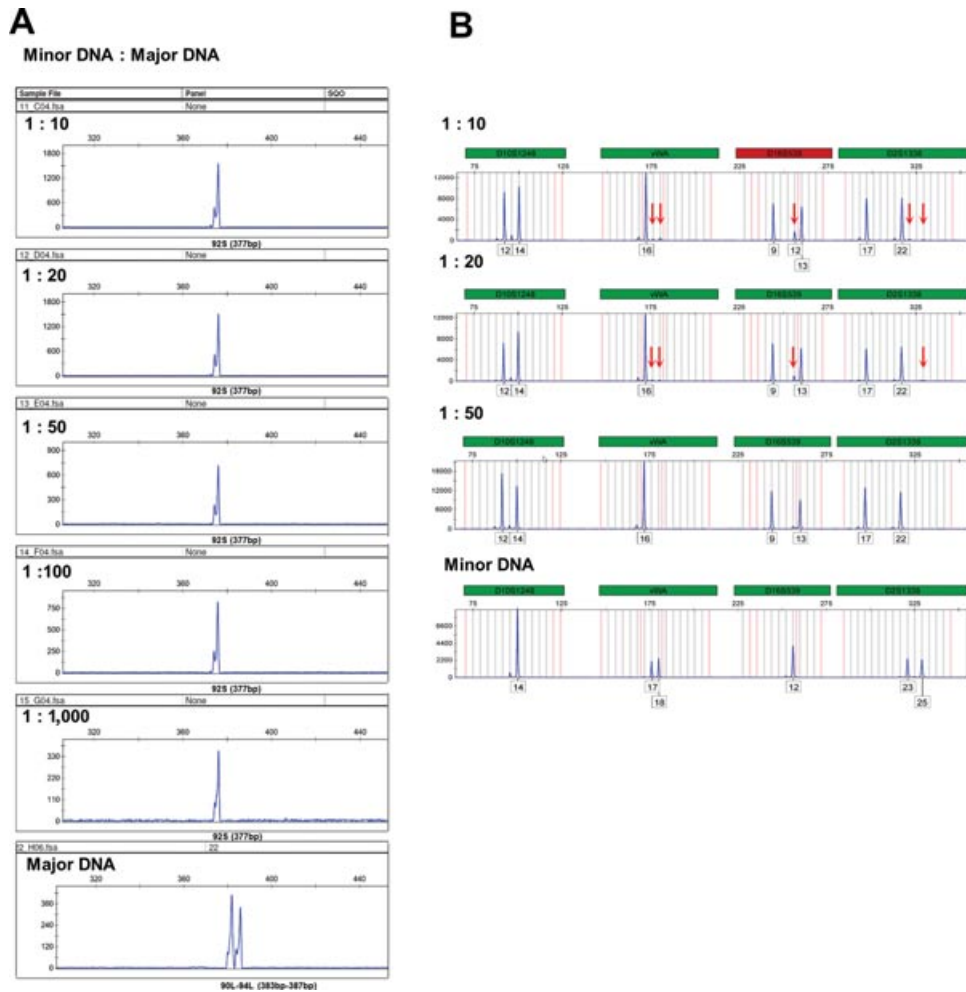 A
Minor DNA : Major DNA
Sample File Panel SQO
11_C04.fsa None
1 : 10
320 360 400 440
1800
1200
600
0
92S (377bp)
12_D04.fsa None
1 : 20
320 360 400 440
1800
1200
600
0
92S (377bp)
13_E04.fsa None
1 : 50
320 360 400 440
900
600
300
0
92S (377bp)
14_F04.fsa None
1 :100
320 360 400 440
750
500
250
0
92S (377bp)
15_G04.fsa None
1 : 1,000
320 360 400 440
330
220
110
0
92S (377bp)
H06.fsa 22
Major DNA
320 360 400 440
360
240
120
0
90L-94L (383bp-387bp)
B
1 : 10
D10S1248 vWA D16S539 D2S1338
75 125 175 225 275 325
12000
8000
4000
0
12 14 16 9 12 17 22
13
1 : 20
D10S1248 vWA D16S539 D2S1338
75 125 175 225 275 325
12000
8000
4000
0
12 14 16 9 13 17 22
1 : 50
D10S1248 vWA D16S539 D2S1338
75 125 175 225 275 325
18000
12000
6000
0
12 14 16 9 13 17 22
Minor DNA
D10S1248 vWA D16S539 D2S1338
75 125 175 225 275 325
6600
4400
2200
0
14 17 12 23
18 25